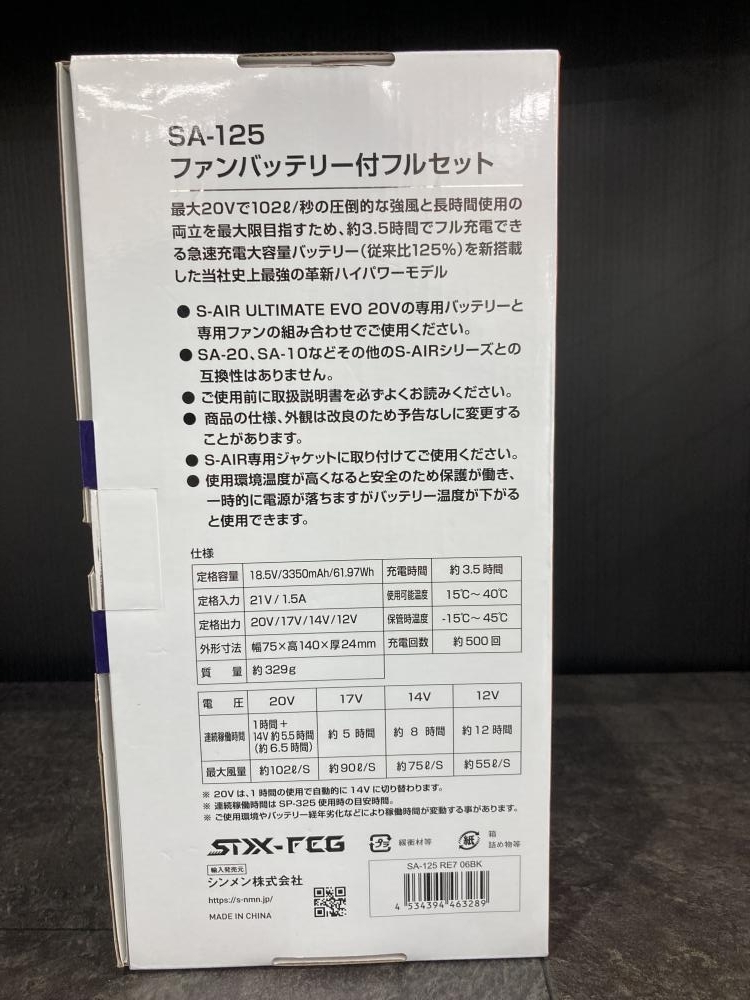 SA-125
ファンバッテリー付フルセット
最大20Vで102ℓ/秒の圧倒的な強風と長時間使用の
両立を最大限目指すため、約3.5時間でフル充電でき
る急速充電大容量バッテリー(従来比125%)を新搭載
した当社史上最強の革新ハイパワーモデル
● S-AIR ULTIMATE EVO 20Vの専用バッテリーと
専用ファンの組み合わせでご使用ください。
● SA-20、SA-10などその他のS-AIRシリーズとの
互換性はありません。
● ご使用前に取扱説明書を必ずよくお読みください。
● 商品の仕様、外観は改良のため予告なしに変更する
ことがあります。
● S-AIR専用ジャケットに取り付けてご使用ください。
● 使用環境温度が高くなると安全のため保護が働き、
一時的に電源が落ちますがバッテリー温度が下がる
と使用できます。
仕様
定格容量 18.5V/3350mAh/61.97Wh 充電時間 約3.5時間
定格入力 21V/1.5A 使用可能温度 15℃～40℃
定格出力 20V/17V/14V/12V 保管時温度 -15℃～45℃
外形寸法 幅75×高140×厚24mm 充電回数 約500回
質量 約329g
電圧 20V 17V 14V 12V
連続稼働時間 1時間+ 14V約5.5時間 (約6.5時間) 約5時間 約8時間 約12時間
最大風量 約102ℓ/S 約90ℓ/S 約75ℓ/S 約55ℓ/S
※ 20Vは、1時間の使用で自動的に14Vに切り替わります。
※ 連続稼働時間はSP-325使用時の目安時間。
※ ご使用環境やバッテリー経年劣化などにより稼働時間が変動する事があります。
プラ 緩衝材等
紙 箱 詰め物等
輸入発売元
シンメン株式会社
https://s-nmn.jp/
MADE IN CHINA
SA-125 RE7 06BK
4 534394 463289